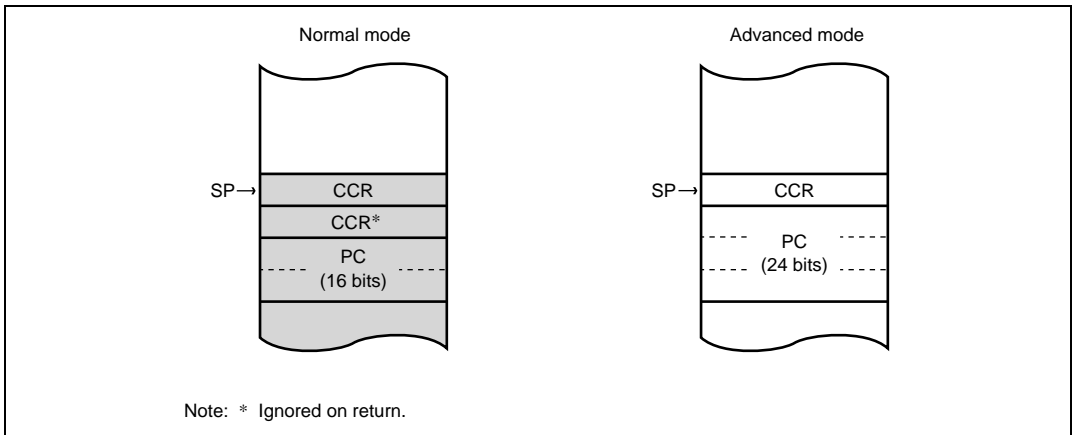 Normal mode
Advanced mode
SP→
CCR
CCR*
PC
(16 bits)
SP→
CCR
PC
(24 bits)
Note: * Ignored on return.